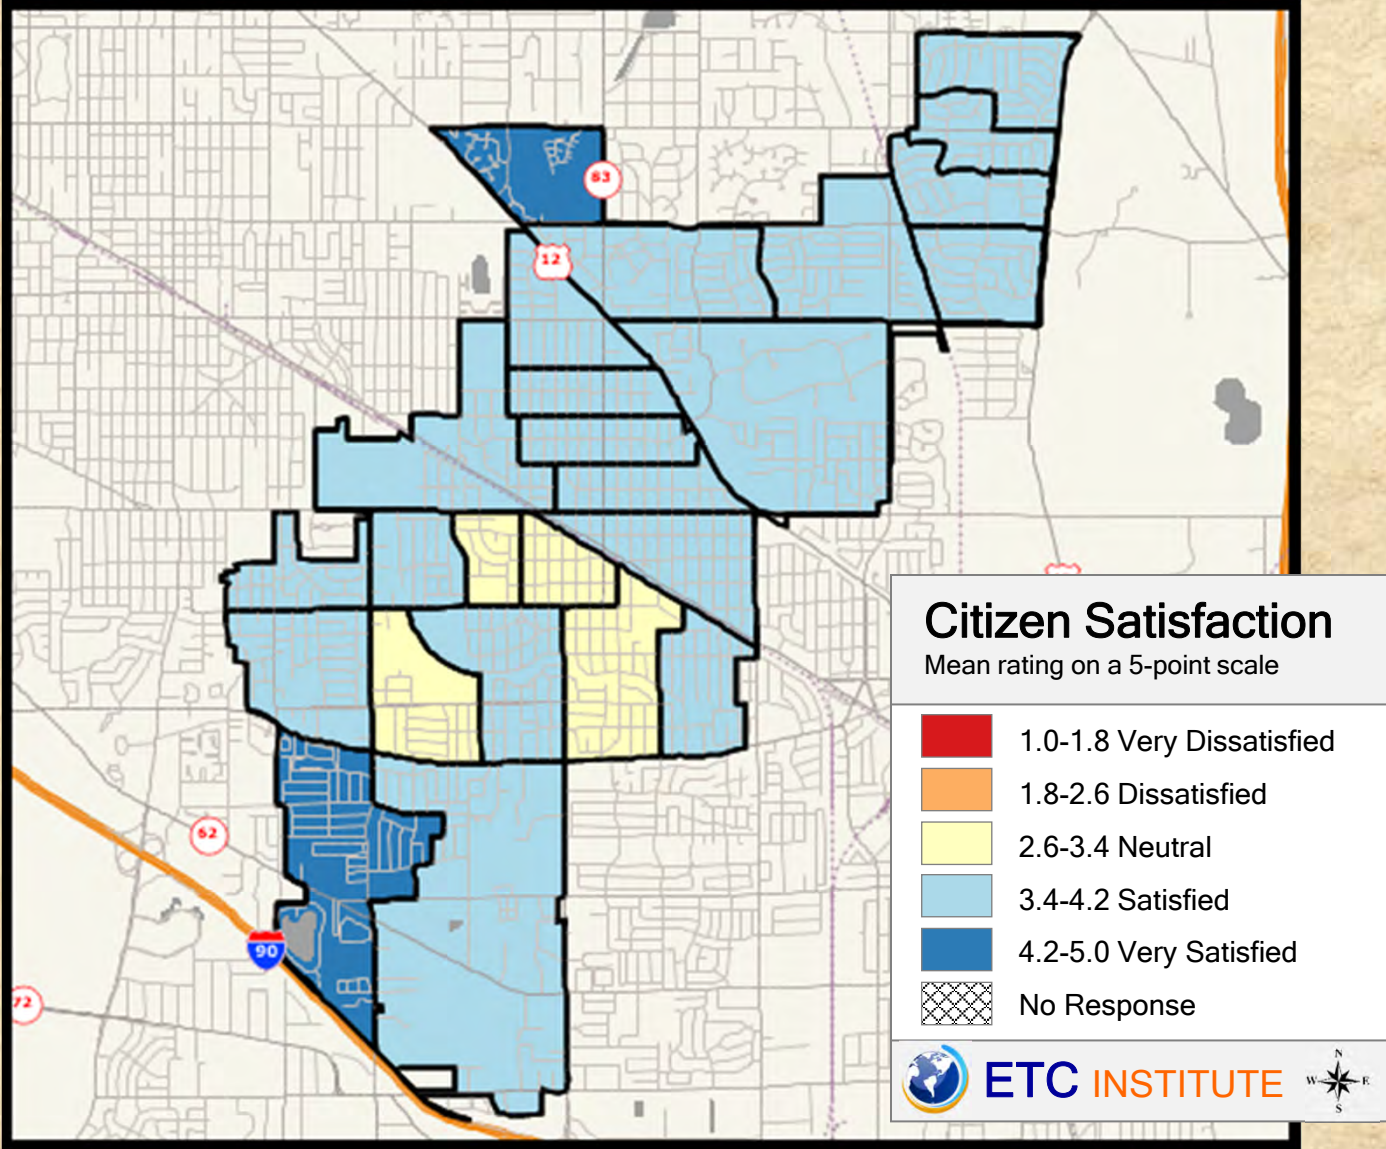 83
12
62
90
72
Citizen Satisfaction
Mean rating on a 5-point scale
1.0-1.8 Very Dissatisfied
1.8-2.6 Dissatisfied
2.6-3.4 Neutral
3.4-4.2 Satisfied
4.2-5.0 Very Satisfied
No Response
ETC INSTITUTE
N
W E
S